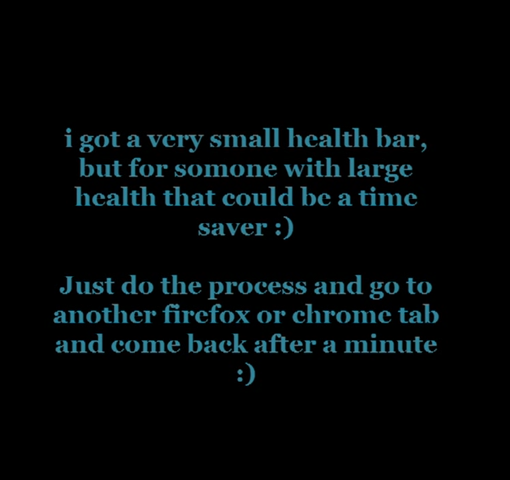 i got a very small health bar,
but for somone with large
health that could be a time
saver :)
Just do the process and go to
another firefox or chrome tab
and come back after a minute
:)